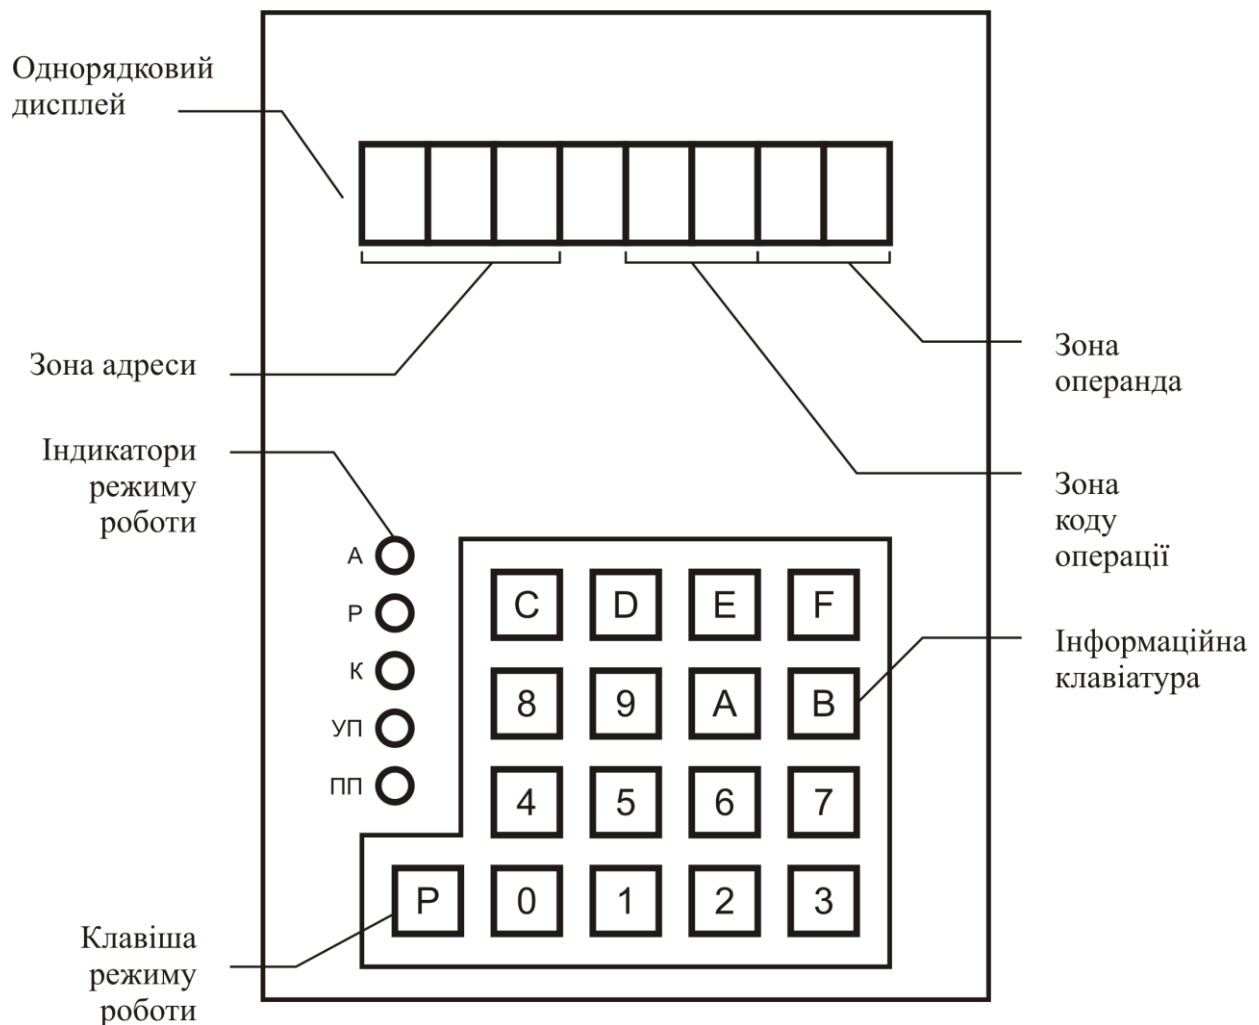 Однорядковий
дисплей
Зона адреси
Зона
операнда
Індикатори
режиму
роботи
Зона
коду
операції
А
Р
К
УП
ПП
C D E F
8 9 A B
Інформаційна
клавіатура
4 5 6 7
P 0 1 2 3
Клавіша
режиму
роботи